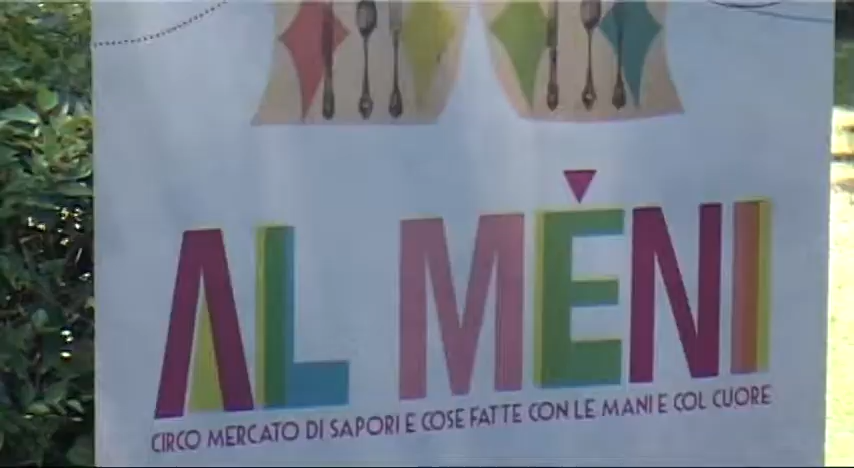 AL MÈNI
CIRCO MERCATO DI SAPORI E COSE FATTE CON LE MANI E COL CUORE